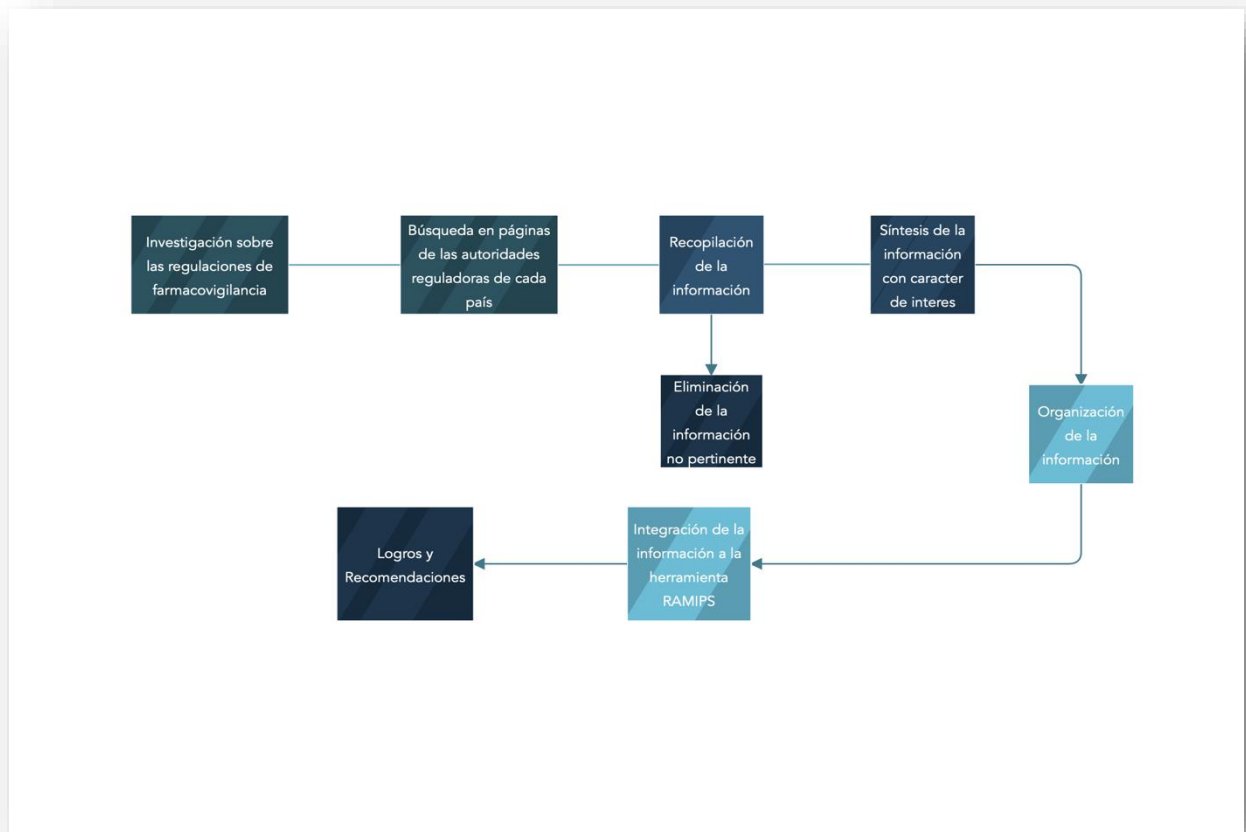 Investigación sobre
las regulaciones de
farmacovigilancia
Búsqueda en páginas
de las autoridades
reguladoras de cada
país
Recopilación
de la
información
Síntesis de la
información
con caracter
de interes
Eliminación
de la
información
no pertinente
Organización
de la
información
Integración de la
información a la
herramienta
RAMIPS
Logros y
Recomendaciones